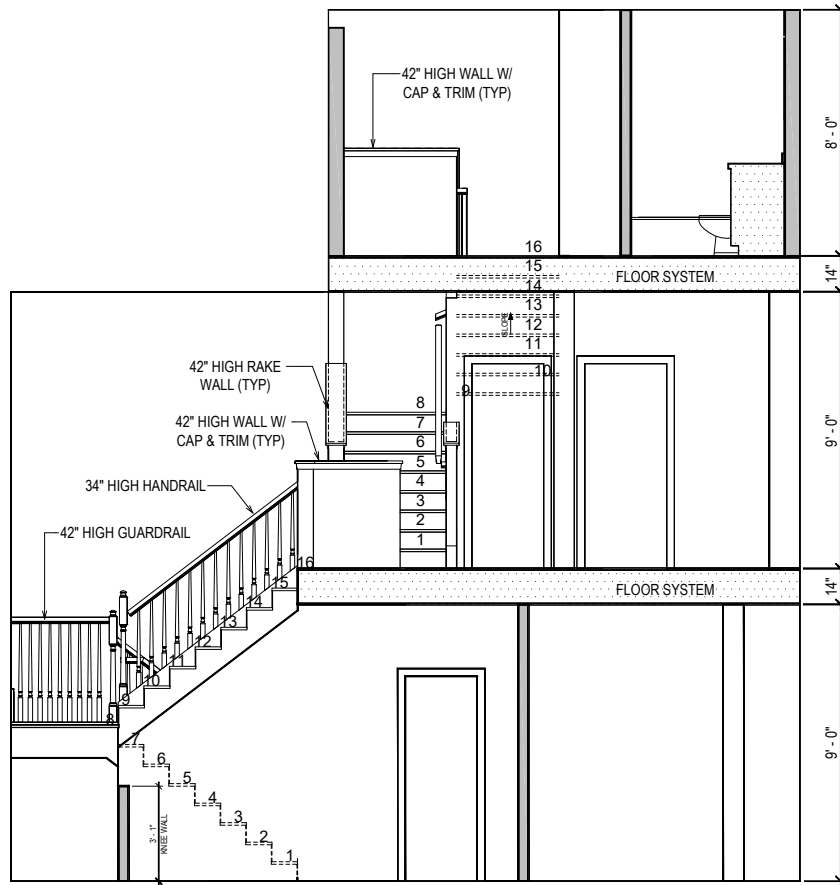 42" HIGH WALL W/
CAP & TRIM (TYP)
8' - 0"
16
15
FLOOR SYSTEM
14"
14
13
SLOPE
12
11
10
9
42" HIGH RAKE
WALL (TYP)
42" HIGH WALL W/
CAP & TRIM (TYP)
8
7
6
5
4
3
2
1
9' - 0"
34" HIGH HANDRAIL
42" HIGH GUARDRAIL
16
15
14
13
12
11
10
9
8
FLOOR SYSTEM
14"
7
6
5
4
3
2
1
3' - 1"
KNEE WALL
9' - 0"